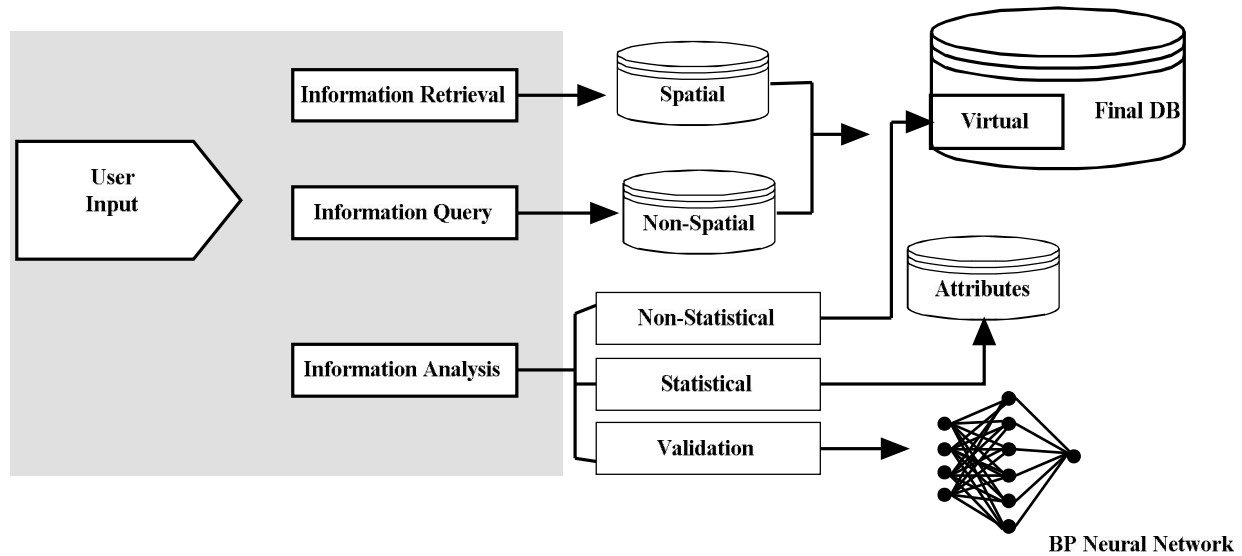 User
Input
Information Retrieval
Information Query
Information Analysis
Spatial
Non-Spatial
Non-Statistical
Statistical
Validation
Virtual
Final DB
Attributes
BP Neural Network